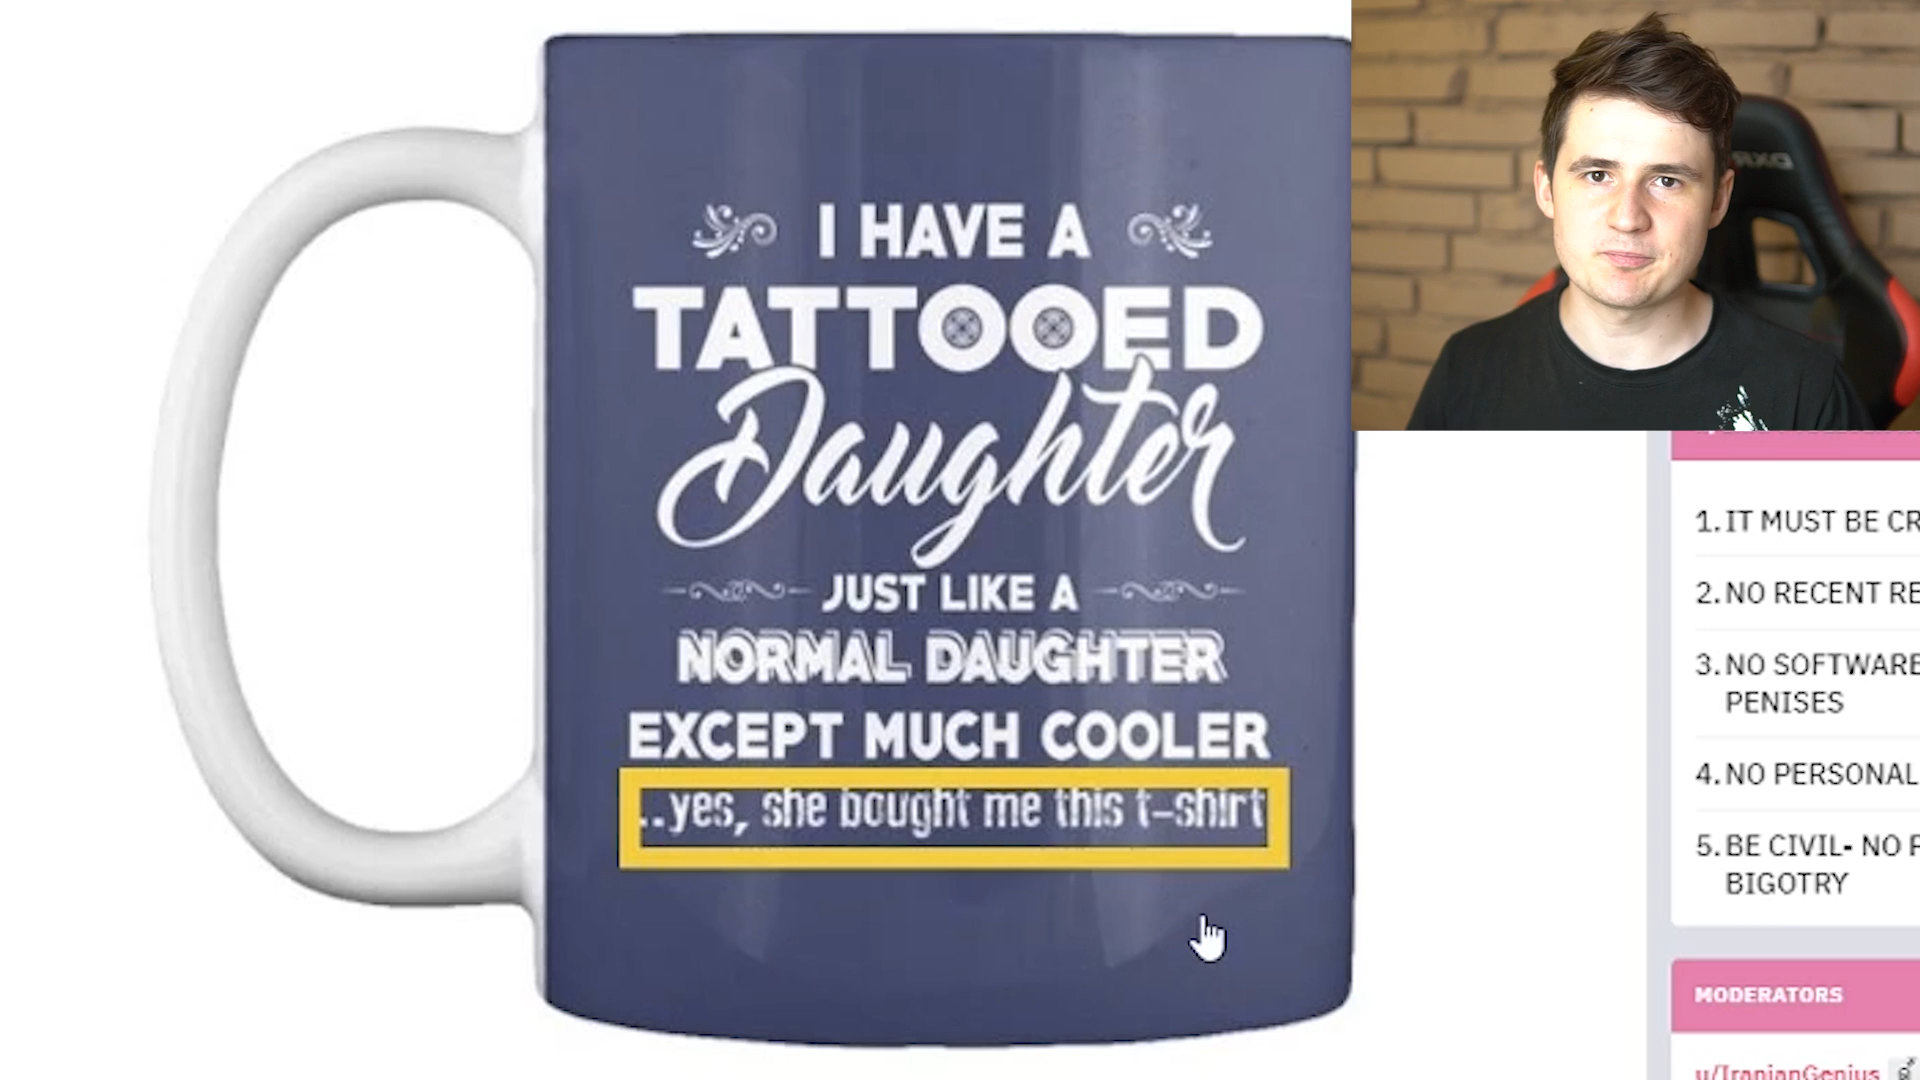 I HAVE A
TATTOOED
Daughter
JUST LIKE A
NORMAL DAUGHTER
EXCEPT MUCH COOLER
..yes, she bought me this t-shirt
1. IT MUST BE CR
2. NO RECENT RE
3. NO SOFTWARE
PENISES
4. NO PERSONAL
5. BE CIVIL- NO P
BIGOTRY
MODERATORS
u/IranianGenius